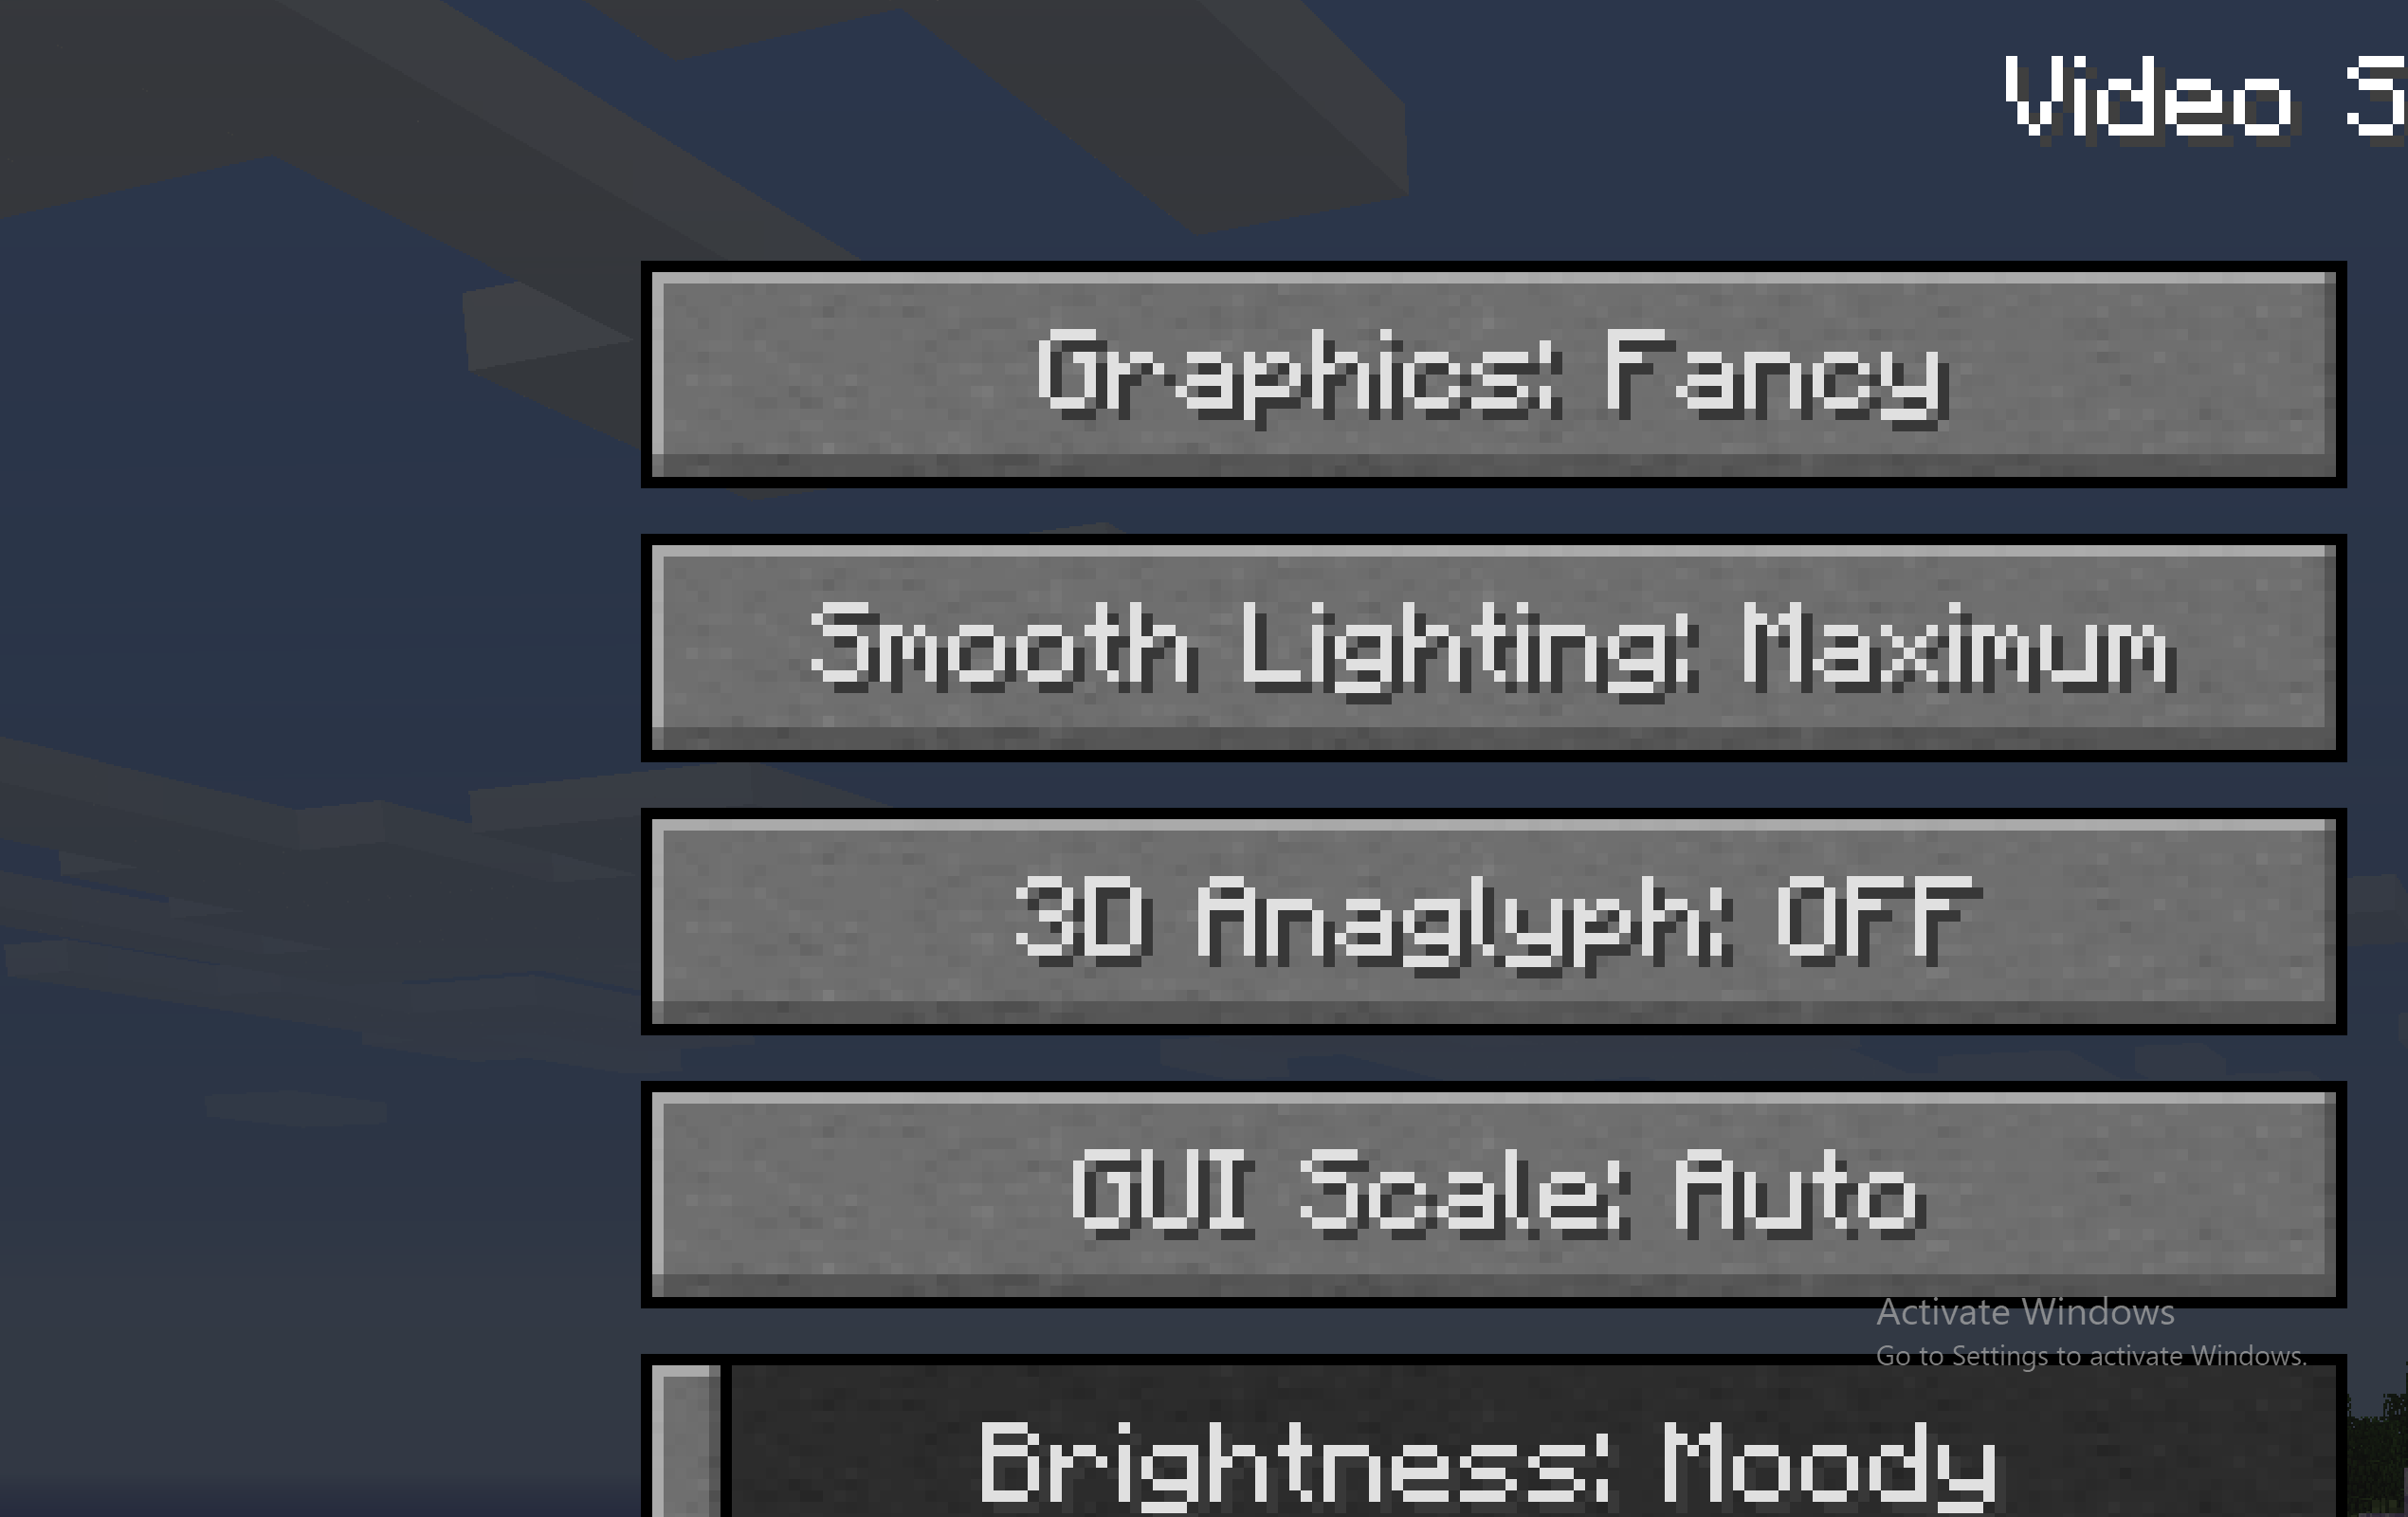 Video S
Graphics: Fancy
Smooth Lighting: Maximum
3D Anaglyph: OFF
GUI Scale: Auto
Activate Windows
Go to Settings to activate Windows.
Brightness: Moody